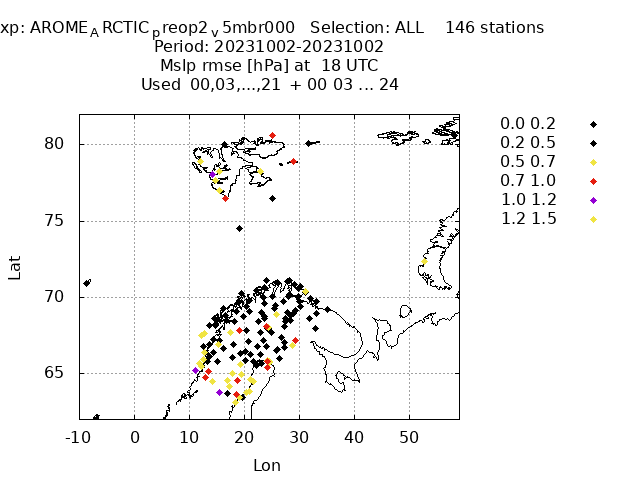 xp: AROME_ARCTIC_preop2_v5mbr000 Selection: ALL 146 stations
Period: 20231002-20231002
Mslp rmse [hPa] at 18 UTC
Used 00,03,...,21 + 00 03 ... 24
0.0 0.2
0.2 0.5
0.5 0.7
0.7 1.0
1.0 1.2
1.2 1.5
80
75
70
65
Lat
-10 0 10 20 30 40 50
Lon